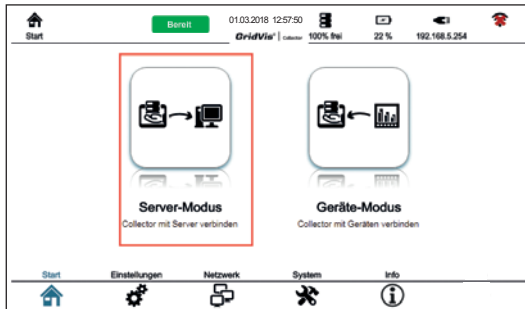 Start
Bereit
01.03.2018 12:57:50
GridVis® | Collector
100% frei
22 %
192.168.5.254
Server-Modus
Collector mit Server verbinden
Geräte-Modus
Collector mit Geräten verbinden
Start Einstellungen Netzwerk System Info